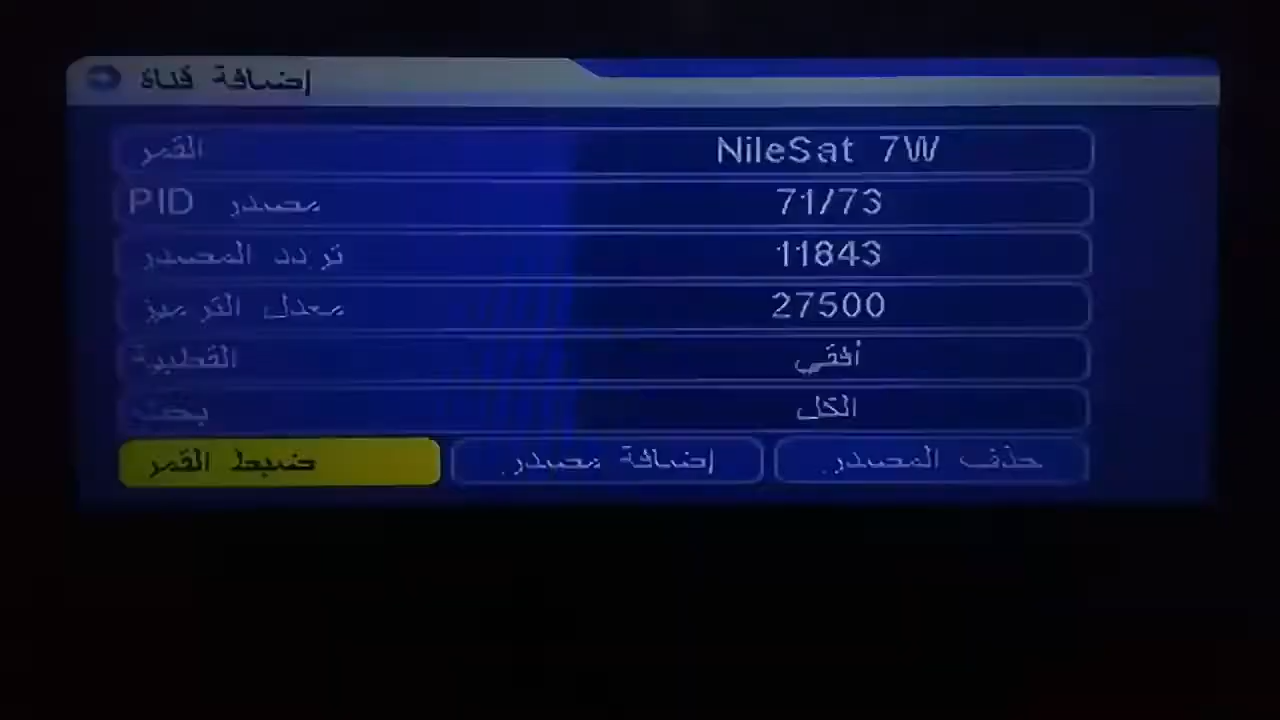 إضافة قناة
القمر NileSat 7W
مصدر PID 71/73
تردد المصدر 11843
معدل الترميز 27500
القطبية أفقي
بحث الكل
ضبط القمر إضافة مصدر حذف المصدر